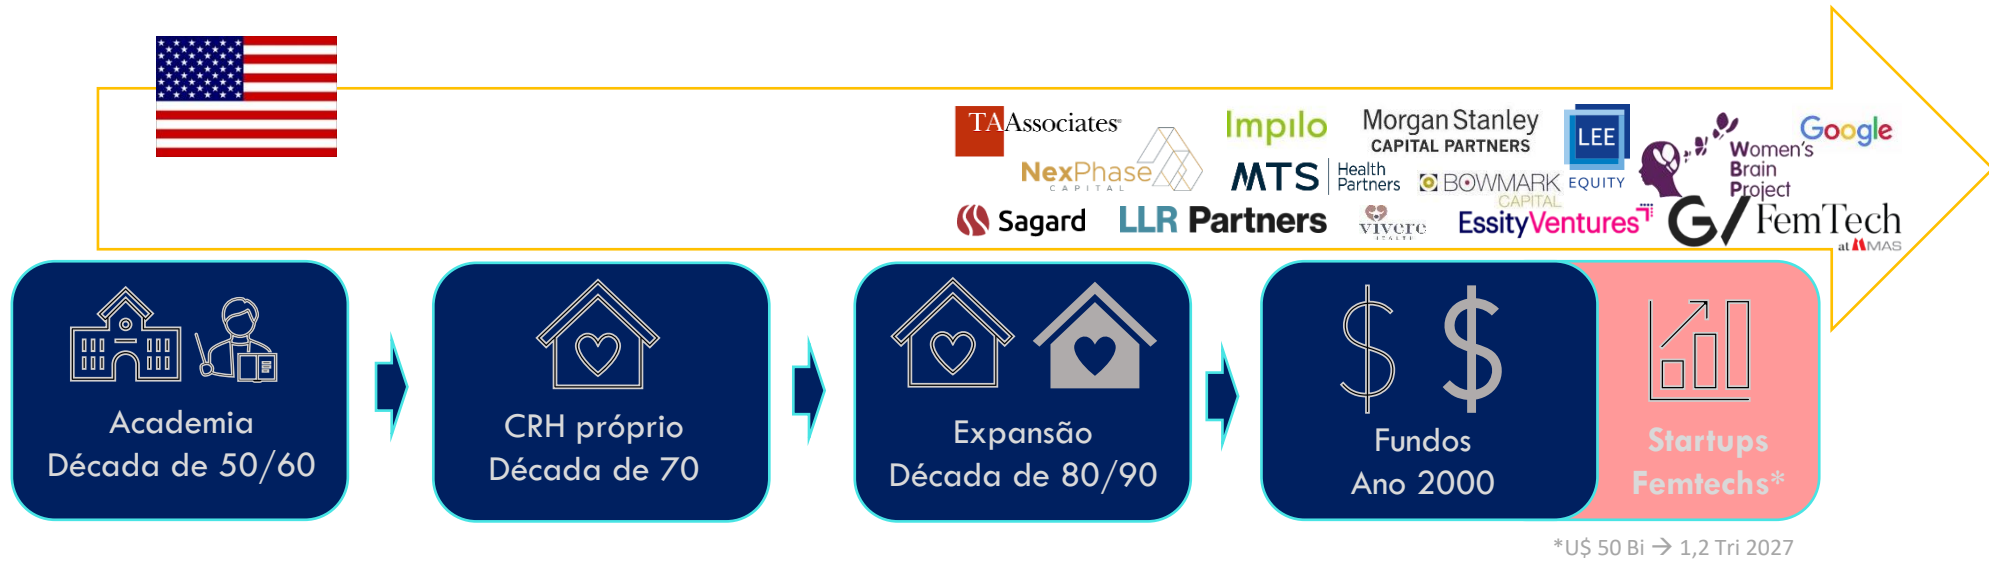 TAAssociates
Impilo
Morgan Stanley
CAPITAL PARTNERS
LEE
EQUITY
Women's
Brain
Project
Google
NexPhase
CAPITAL
MTS
Health
Partners
BOWMARK
CAPITAL
Sagard
LLR Partners
vivere
HEALTH
EssityVentures
G/
FemTech
at MAS
Academia
Década de 50/60
CRH próprio
Década de 70
Expansão
Década de 80/90
Fundos
Ano 2000
Startups
Femtechs*
*U$ 50 Bi → 1,2 Tri 2027